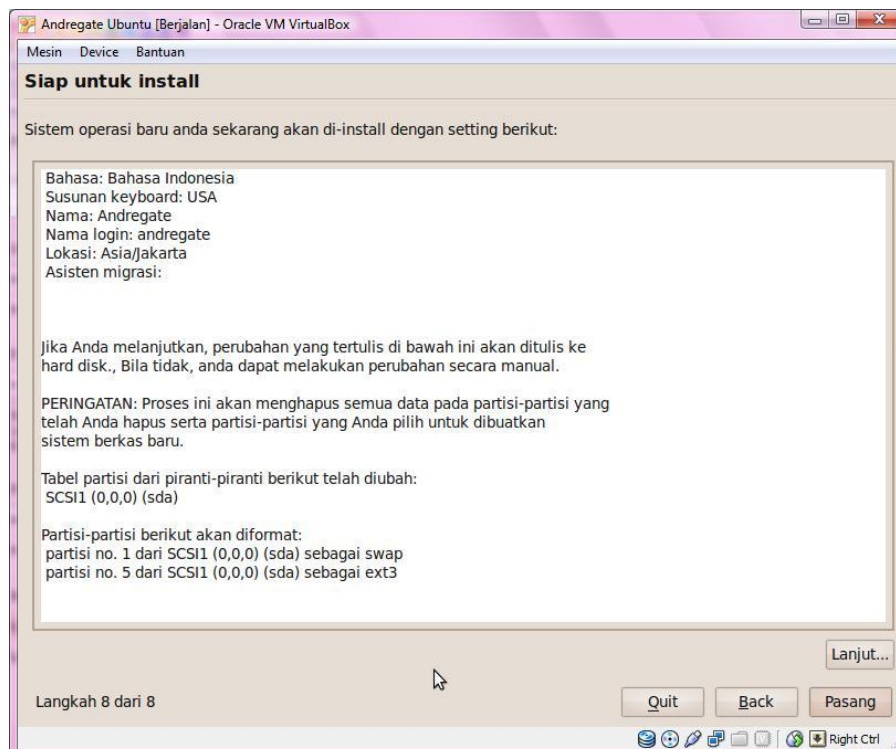 Andregate Ubuntu [Berjalan] - Oracle VM VirtualBox
Mesin Device Bantuan
Siap untuk install
Sistem operasi baru anda sekarang akan di-install dengan setting berikut:
Bahasa: Bahasa Indonesia
Susunan keyboard: USA
Nama: Andregate
Nama login: andregate
Lokasi: Asia/Jakarta
Asisten migrasi:
Jika Anda melanjutkan, perubahan yang tertulis di bawah ini akan ditulis ke
hard disk., Bila tidak, anda dapat melakukan perubahan secara manual.
PERINGATAN: Proses ini akan menghapus semua data pada partisi-partisi yang
telah Anda hapus serta partisi-partisi yang Anda pilih untuk dibuatkan
sistem berkas baru.
Tabel partisi dari piranti-piranti berikut telah diubah:
SCSI1 (0,0,0) (sda)
Partisi-partisi berikut akan diformat:
partisi no. 1 dari SCSI1 (0,0,0) (sda) sebagai swap
partisi no. 5 dari SCSI1 (0,0,0) (sda) sebagai ext3
Lanjut...
Langkah 8 dari 8 Quit Back Pasang
Right Ctrl